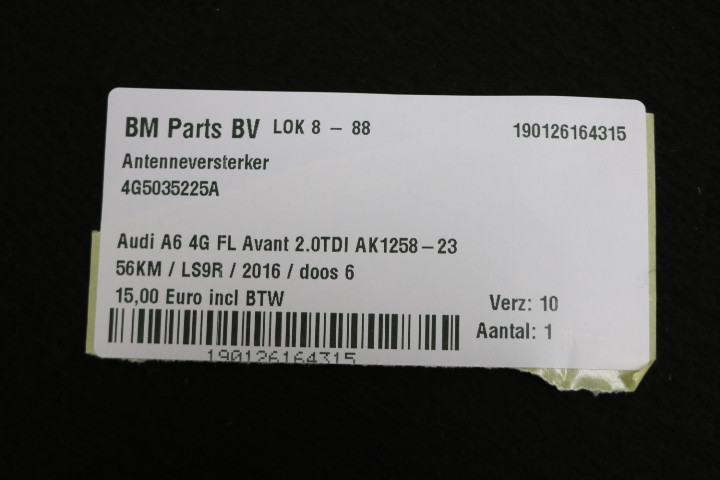 BM Parts BV LOK 8 – 88 190126164315
Antenneversterker
4G5035225A
Audi A6 4G FL Avant 2.0TDI AK1258–23
56KM / LS9R / 2016 / doos 6
15,00 Euro incl BTW Verz: 10
Aantal: 1
190126164315